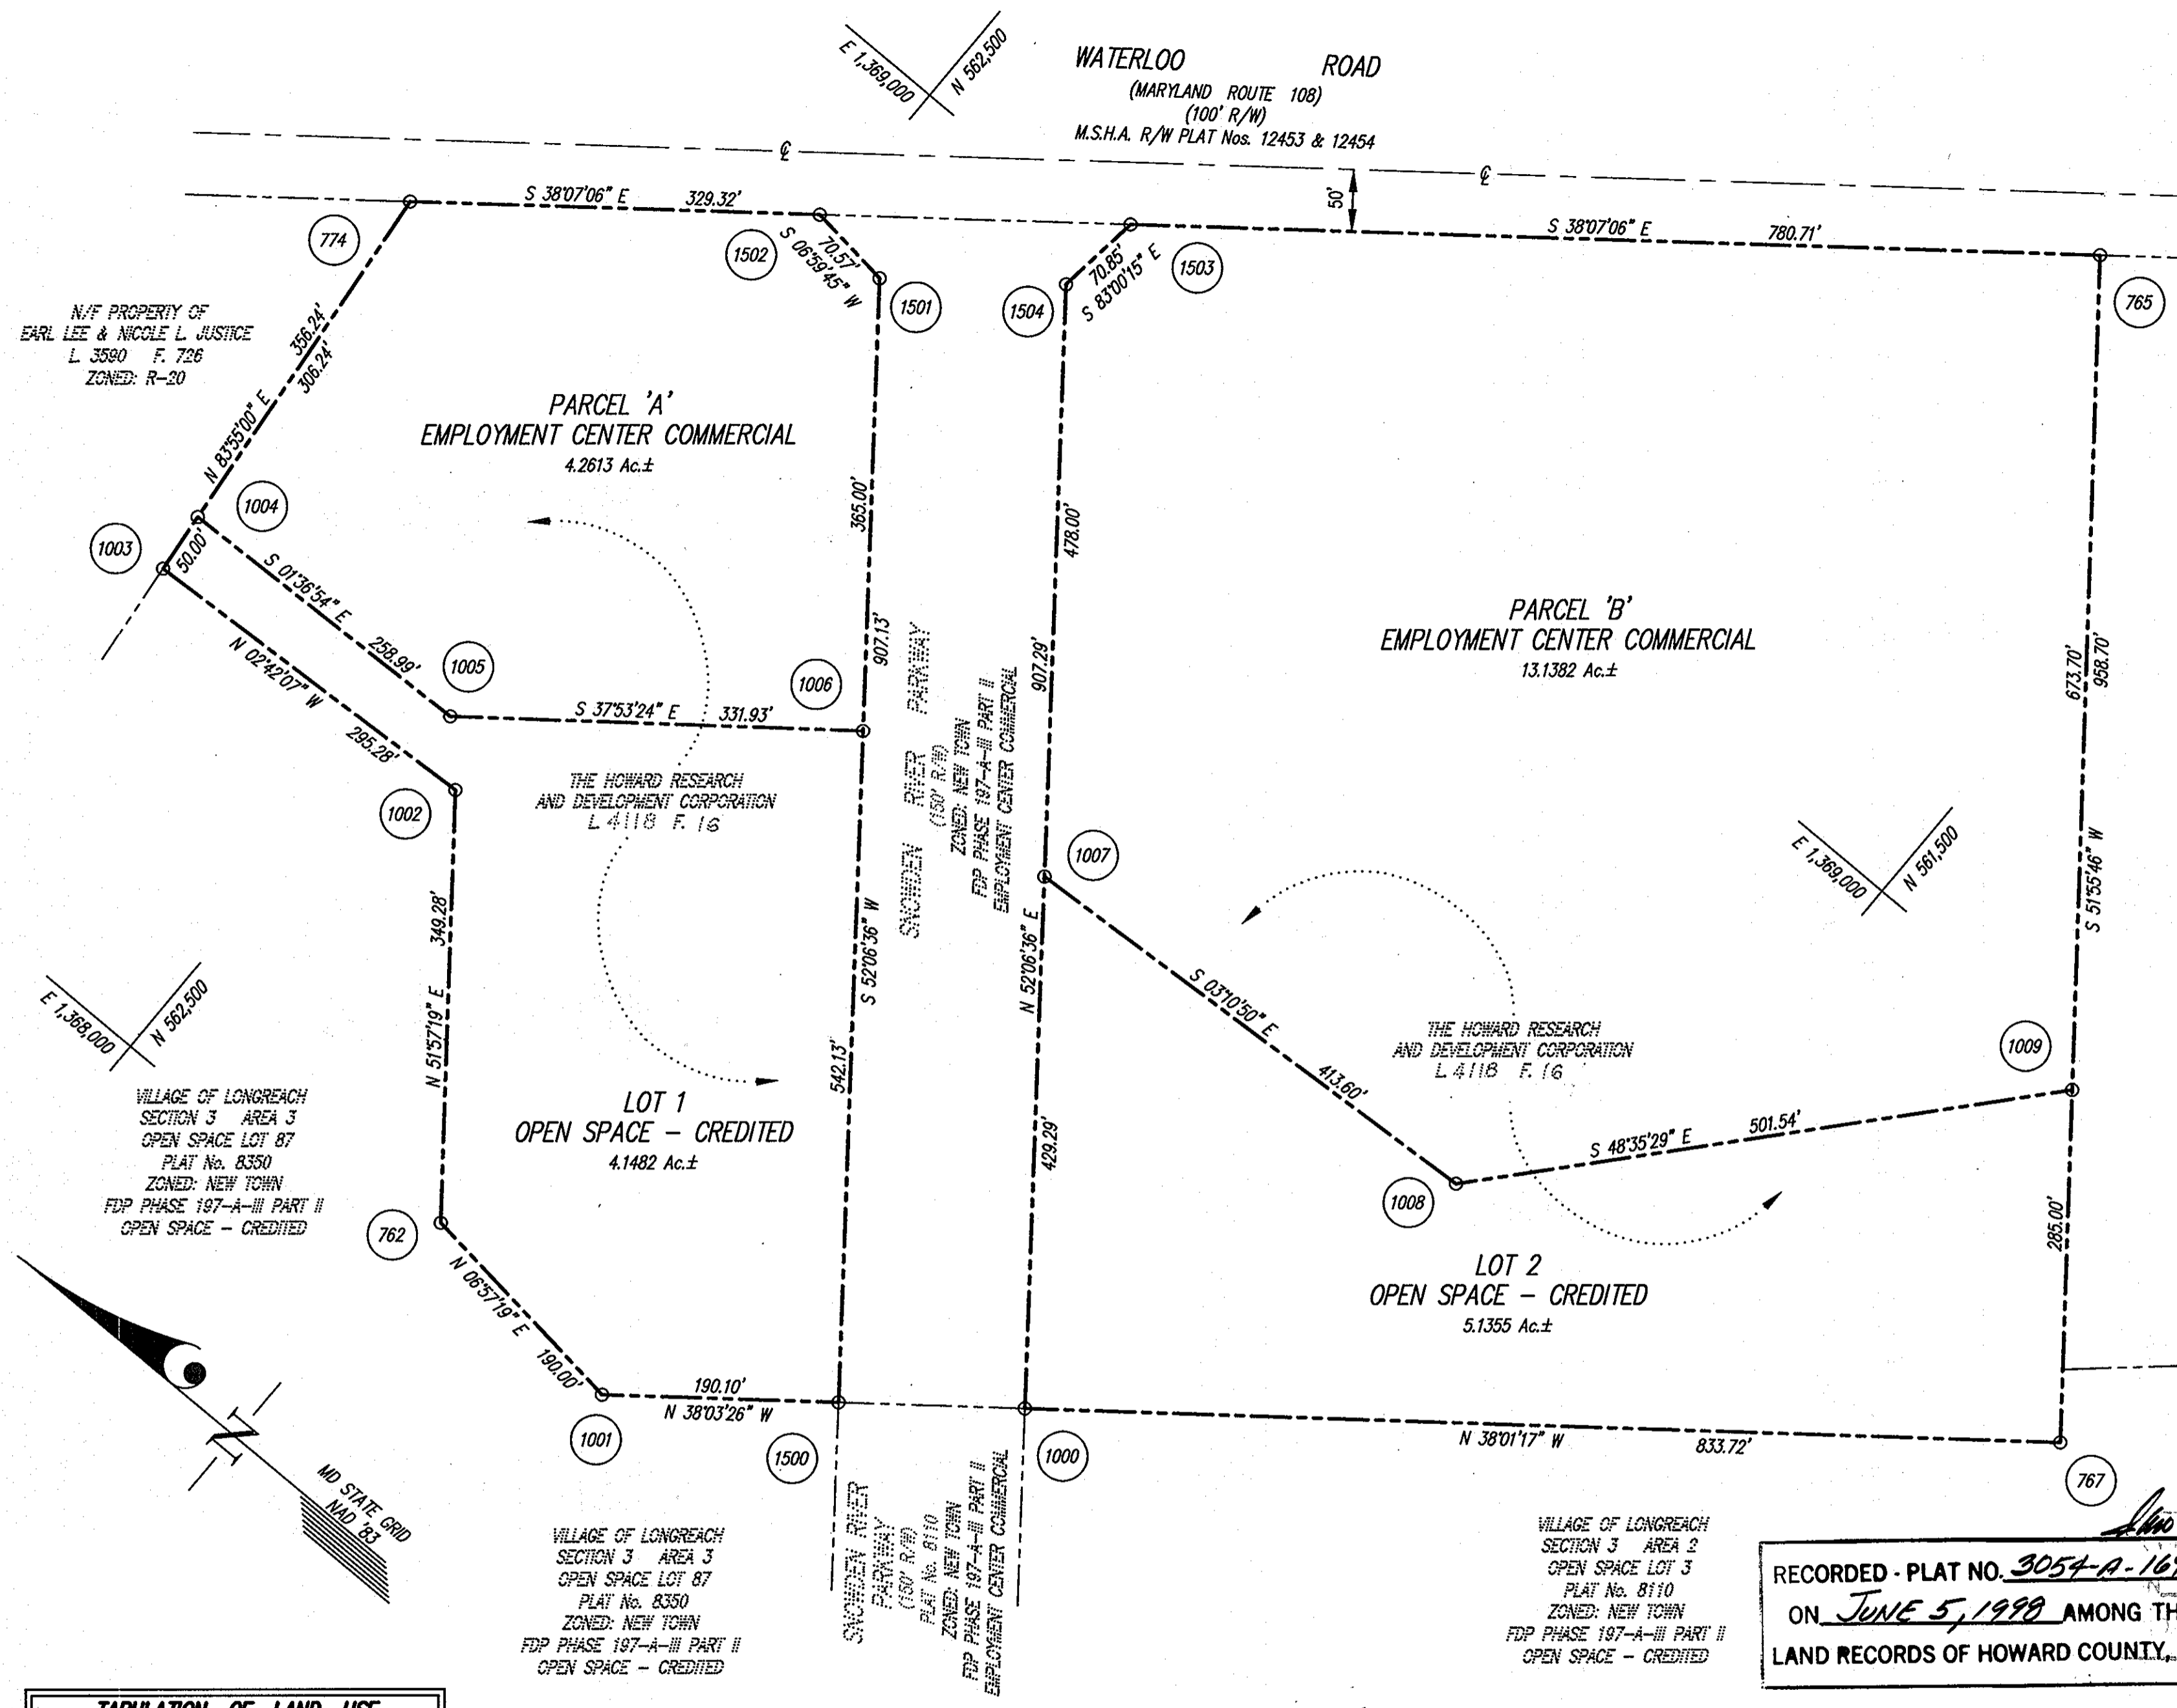 E 1,369,000
N 562,500
WATERLOO ROAD
(MARYLAND ROUTE 108)
(100' R/W)
M.S.H.A. R/W PLAT Nos. 12453 & 12454
℄
℄
50'
S 38°07'06" E 329.32'
S 38°07'06" E 780.71'
774
1502
70.57'
S 06°59'45" W
1501
1504
70.85'
S 83°00'15" E
1503
765
N/F PROPERTY OF
EARL LEE & NICOLE L. JUSTICE
L. 3590 F. 726
ZONED: R-20
356.24'
306.24'
N 83°55'00" E
PARCEL 'A'
EMPLOYMENT CENTER COMMERCIAL
4.2613 Ac.±
365.00'
478.00'
1004
1003
50.00'
S 01°36'54" E
258.99'
N 02°42'07" W
295.28'
1005
1006
S 37°53'24" E 331.93'
907.13'
907.29'
SNOWDEN RIVER PARKWAY
(150' R/W)
ZONED: NEW TOWN
FDP PHASE 197-A-III PART II
EMPLOYMENT CENTER COMMERCIAL
PARCEL 'B'
EMPLOYMENT CENTER COMMERCIAL
13.1382 Ac.±
673.70'
958.70'
S 51°55'46" W
THE HOWARD RESEARCH
AND DEVELOPMENT CORPORATION
L 4118 F. 16
1002
1007
349.28'
N 51°57'19" E
S 52°06'36" W
542.13'
N 52°06'36" E
429.29'
S 03°10'50" E
413.60'
E 1,369,000
N 561,500
E 1,368,000
N 562,500
THE HOWARD RESEARCH
AND DEVELOPMENT CORPORATION
L 4118 F. 16
1009
1008
S 48°35'29" E 501.54'
285.00'
VILLAGE OF LONGREACH
SECTION 3 AREA 3
OPEN SPACE LOT 87
PLAT No. 8350
ZONED: NEW TOWN
FDP PHASE 197-A-III PART II
OPEN SPACE - CREDITED
LOT 1
OPEN SPACE - CREDITED
4.1482 Ac.±
762
N 06°57'19" E
190.00'
LOT 2
OPEN SPACE - CREDITED
5.1355 Ac.±
190.10'
N 38°03'26" W
N 38°01'17" W 833.72'
1001
1500
1000
767
N
MD STATE GRID
NAD '83
VILLAGE OF LONGREACH
SECTION 3 AREA 3
OPEN SPACE LOT 87
PLAT No. 8350
ZONED: NEW TOWN
FDP PHASE 197-A-III PART II
OPEN SPACE - CREDITED
SNOWDEN RIVER
PARKWAY
(150' R/W)
PLAT No. 8110
ZONED: NEW TOWN
FDP PHASE 197-A-III PART II
EMPLOYMENT CENTER COMMERCIAL
VILLAGE OF LONGREACH
SECTION 3 AREA 2
OPEN SPACE LOT 3
PLAT No. 8110
ZONED: NEW TOWN
FDP PHASE 197-A-III PART II
OPEN SPACE - CREDITED
RECORDED - PLAT NO. 3054-A-16
ON JUNE 5, 1998 AMONG TH
LAND RECORDS OF HOWARD COUNTY,
TABULATION OF LAND USE